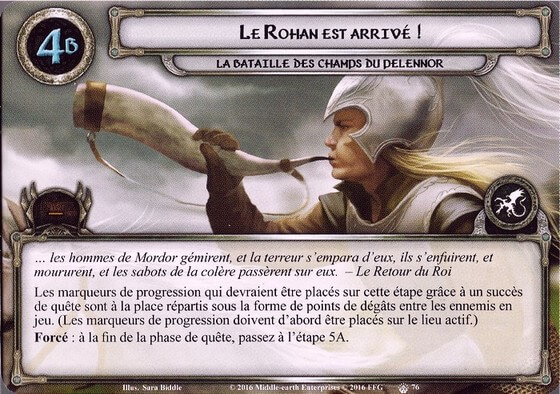 4B
LE ROHAN EST ARRIVÉ !
LA BATAILLE DES CHAMPS DU PELENNOR
... les hommes de Mordor gémirent, et la terreur s'empara d'eux, ils s'enfuirent, et
moururent, et les sabots de la colère passèrent sur eux. – Le Retour du Roi
Les marqueurs de progression qui devraient être placés sur cette étape grâce à un succès
de quête sont à la place répartis sous la forme de points de dégâts entre les ennemis en
jeu. (Les marqueurs de progression doivent d'abord être placés sur le lieu actif.)
Forcé : à la fin de la phase de quête, passez à l'étape 5A.
Illus. Sara Biddle © 2016 Middle-earth Enterprises © 2016 FFG 76